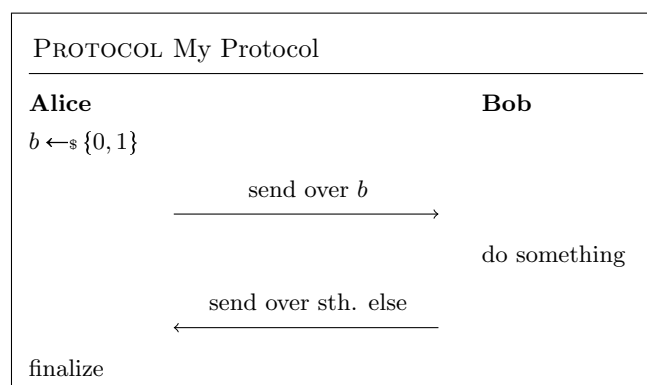 PROTOCOL My Protocol
Alice Bob
b ←$ {0, 1}
send over b
do something
send over sth. else
finalize